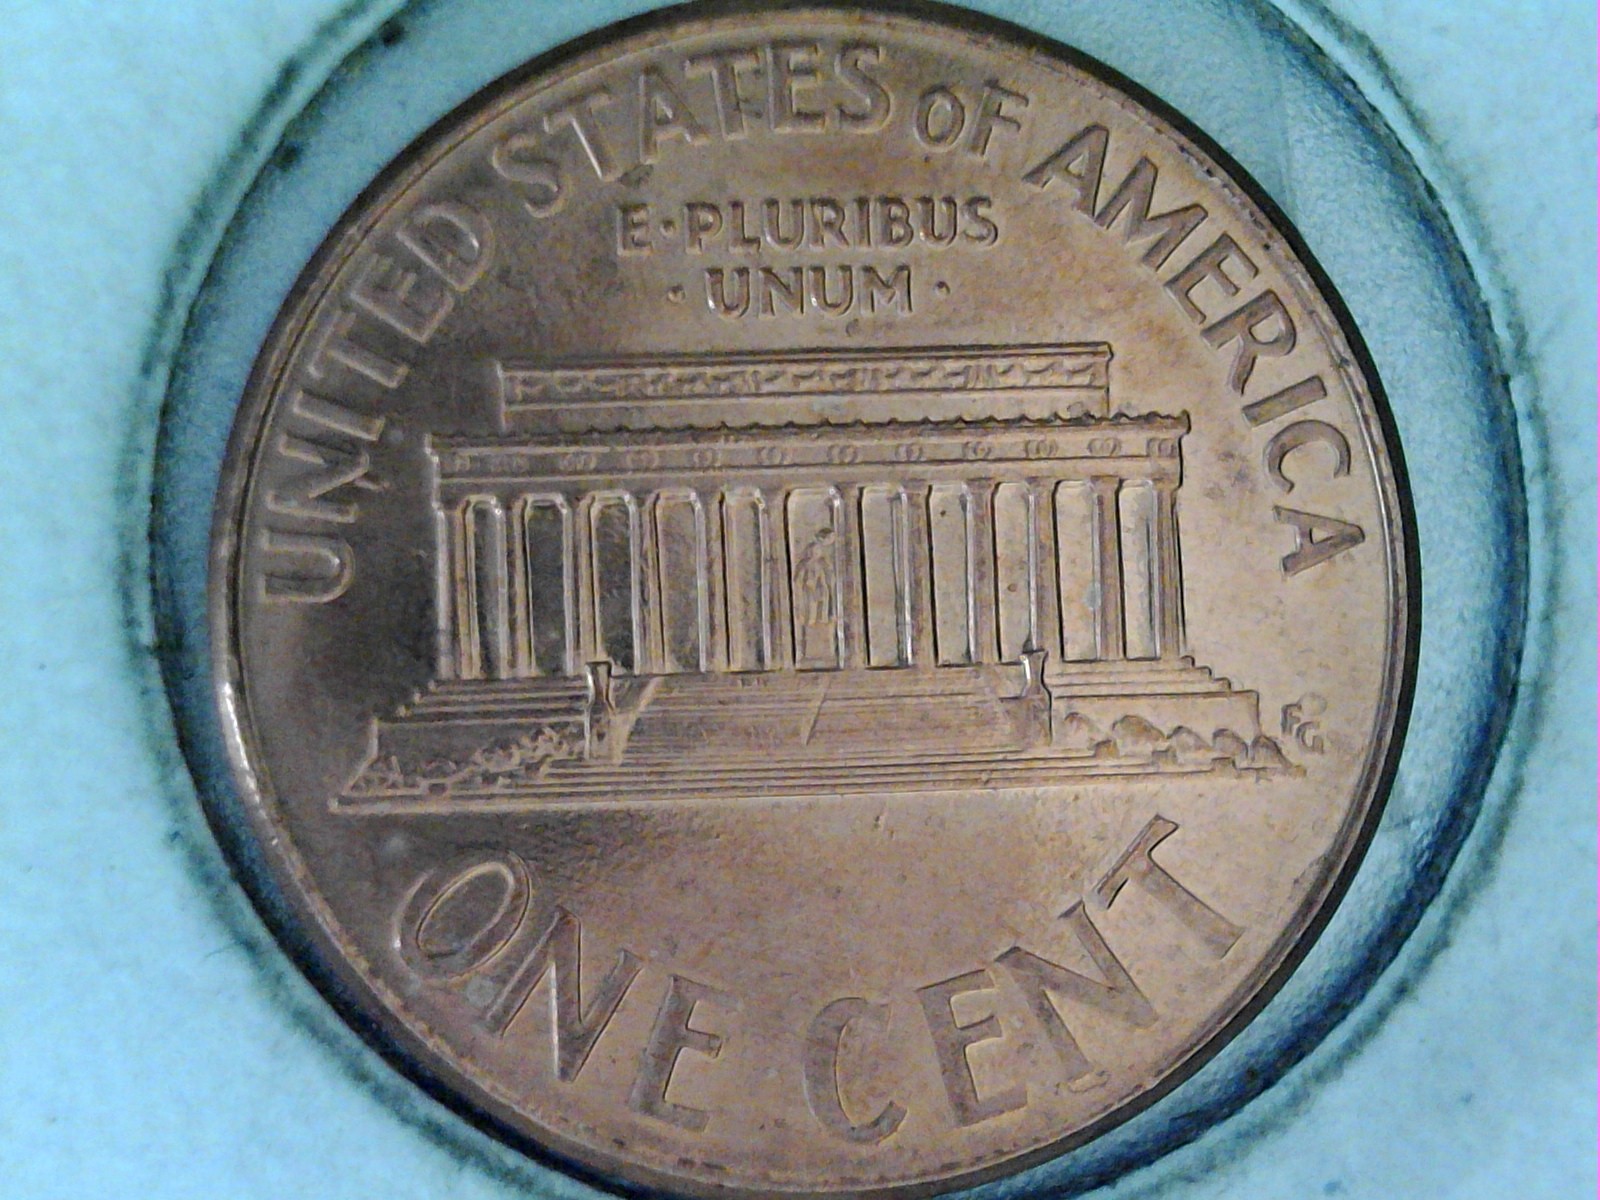 UNITED STATES OF AMERICA
E·PLURIBUS
·UNUM·
FG
ONE CENT